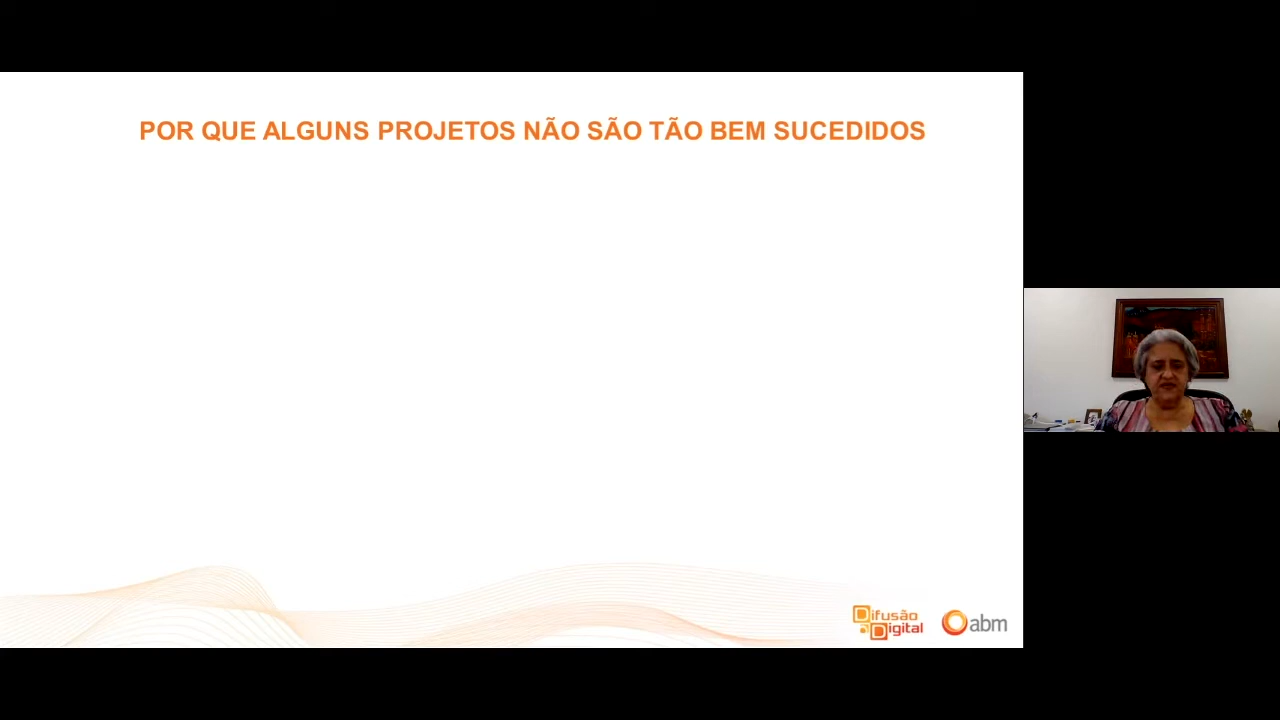 POR QUE ALGUNS PROJETOS NÃO SÃO TÃO BEM SUCEDIDOS
Difusão
Digital
abm